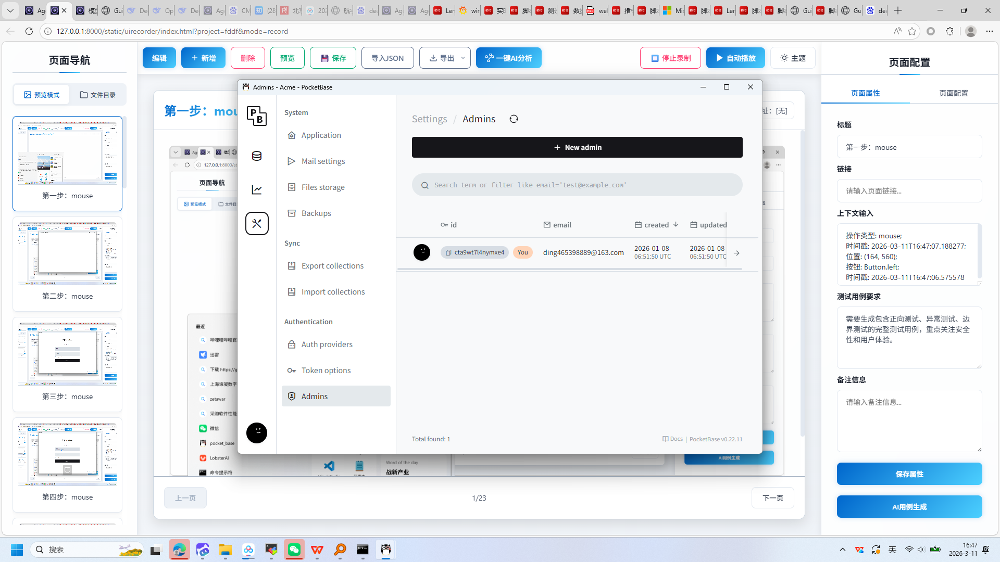 127.0.0.1:8000/static/uirecorder/index.html?project=fddf&mode=record
页面导航
预览模式
文件目录
第一步：mouse
第二步：mouse
第三步：mouse
第四步：mouse
编辑
新增
删除
预览
保存
导入JSON
导出
一键AI分析
停止录制
自动播放
主题
第一步：mou
址：[无]
页面导航
预览模式
最近
迅雷
zetawar
采购软件性能
微信
pocket_base
LobsterAI
命令提示符
Word of the day
战新产业
AI用例生成
Admins - Acme - PocketBase
System
Application
Mail settings
Files storage
Backups
Sync
Export collections
Import collections
Authentication
Auth providers
Token options
Admins
Settings / Admins
New admin
Search term or filter like email='test@example.com'
id
email
created
updated
cta9wt7l4nymxe4
You
ding465398889@163.com
2026-01-08
06:51:50 UTC
2026-01-08
06:51:50 UTC
Total found: 1
Docs | PocketBase v0.22.11
上一页
1/23
下一页
页面配置
页面属性
页面配置
标题
第一步：mouse
链接
请输入页面链接...
上下文输入
操作类型: mouse;
时间戳: 2026-03-11T16:47:07.188277;
位置: (164, 560);
按钮: Button.left;
时间戳: 2026-03-11T16:47:06.575578
测试用例要求
需要生成包含正向测试、异常测试、边
界测试的完整测试用例，重点关注安全
性和用户体验。
备注信息
请输入备注信息...
保存属性
AI用例生成
搜索
英
16:47
2026-3-11